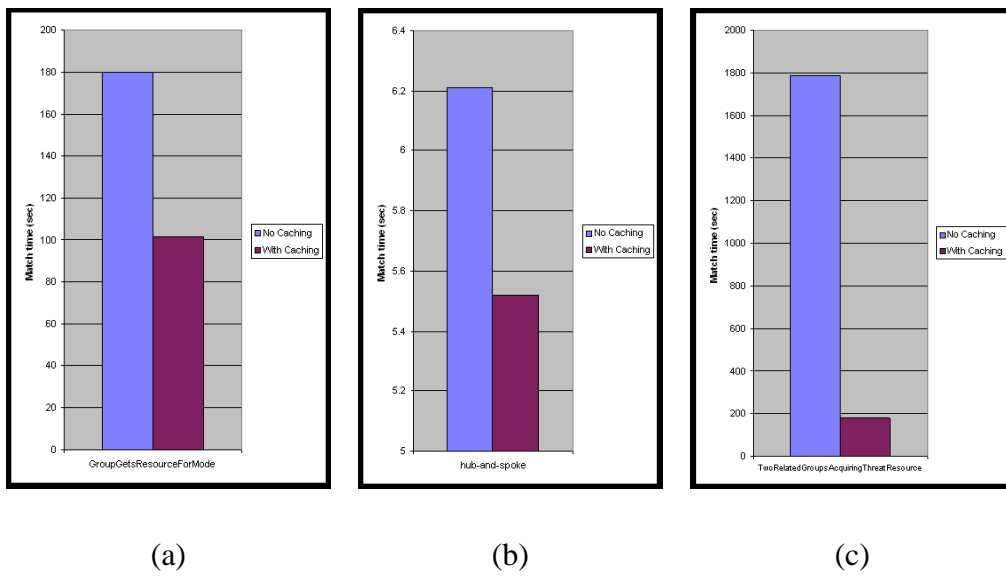 200
180
160
140
120
100
80
60
40
20
0
Match time (sec)
GroupGetsResourceForMode
No Caching
With Caching
(a)
6.4
6.2
6
5.8
5.6
5.4
5.2
5
Match time (sec)
hub-and-spoke
No Caching
With Caching
(b)
2000
1800
1600
1400
1200
1000
800
600
400
200
0
Match time (sec)
TwoRelatedGroupsAcquiringThreatResource
No Caching
With Caching
(c)